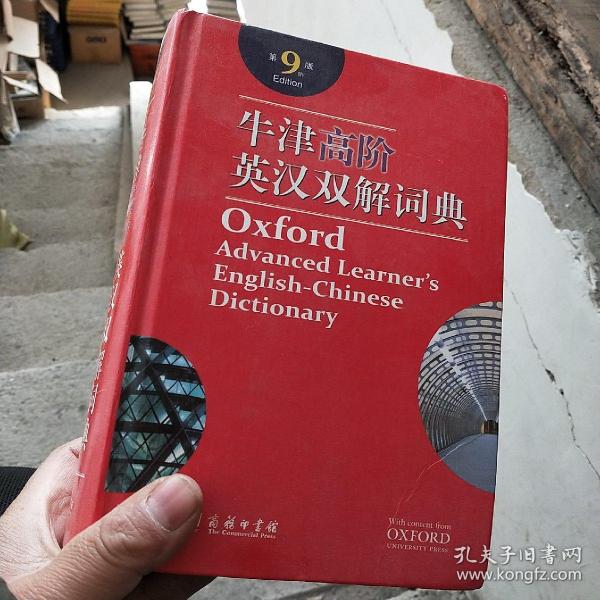 第9版
th
Edition
牛津高阶
英汉双解词典
Oxford
Advanced Learner's
English-Chinese
Dictionary
商务印书馆
The Commercial Press
With content from
OXFORD
UNIVERSITY PRESS
孔夫子旧书网
www.kongfz.com